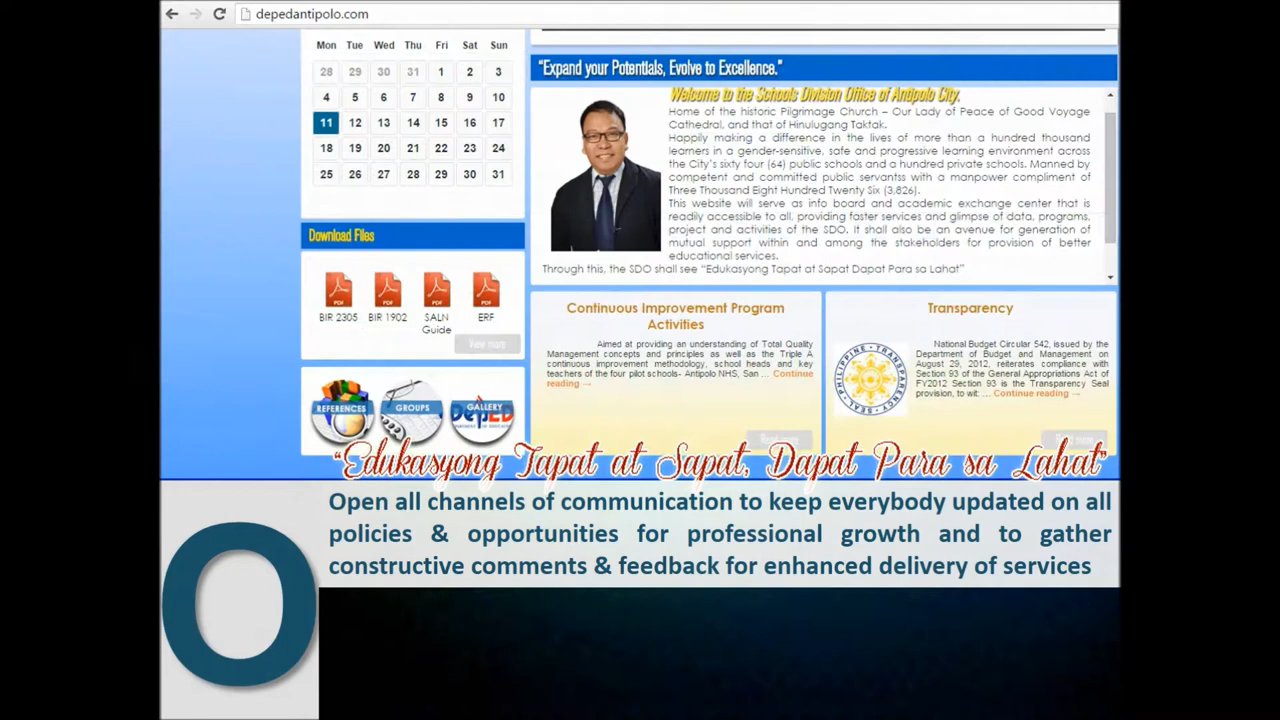 depedantipolo.com
Mon Tue Wed Thu Fri Sat Sun
28 29 30 31 1 2 3
4 5 6 7 8 9 10
11 12 13 14 15 16 17
18 19 20 21 22 23 24
25 26 27 28 29 30 31
Download Files
BIR 2305 BIR 1902 SALN ERF
Guide
View more
REFERENCES GROUPS GALLERY
DepED
"Expand your Potentials, Evolve to Excellence."
Welcome to the Schools Division Office of Antipolo City.
Home of the historic Pilgrimage Church – Our Lady of Peace of Good Voyage
Cathedral, and that of Hinulugang Taktak.
Happily making a difference in the lives of more than a hundred thousand
learners in a gender-sensitive, safe and progressive learning environment across
the City's sixty four (64) public schools and a hundred private schools. Manned by
competent and committed public servantss with a manpower compliment of
Three Thousand Eight Hundred Twenty Six (3,826).
This website will serve as info board and academic exchange center that is
readily accessible to all, providing faster services and glimpse of data, programs,
project and activities of the SDO. It shall also be an avenue for generation of
mutual support within and among the stakeholders for provision of better
educational services.
Through this, the SDO shall see "Edukasyong Tapat at Sapat Dapat Para sa Lahat"
Continuous Improvement Program
Activities
Aimed at providing an understanding of Total Quality
Management concepts and principles as well as the Triple A
continuous improvement methodology, school heads and key
teachers of the four pilot schools- Antipolo NHS, San ... Continue
reading →
Read more
Transparency
PHILIPPINE TRANSPARENCY SEAL
National Budget Circular 542, issued by the
Department of Budget and Management on
August 29, 2012, reiterates compliance with
Section 93 of the General Appropriations Act of
FY2012 Section 93 is the Transparency Seal
provision, to wit: ... Continue reading →
Read more
"Edukasyong Tapat at Sapat, Dapat Para sa Lahat"
O
Open all channels of communication to keep everybody updated on all
policies & opportunities for professional growth and to gather
constructive comments & feedback for enhanced delivery of services